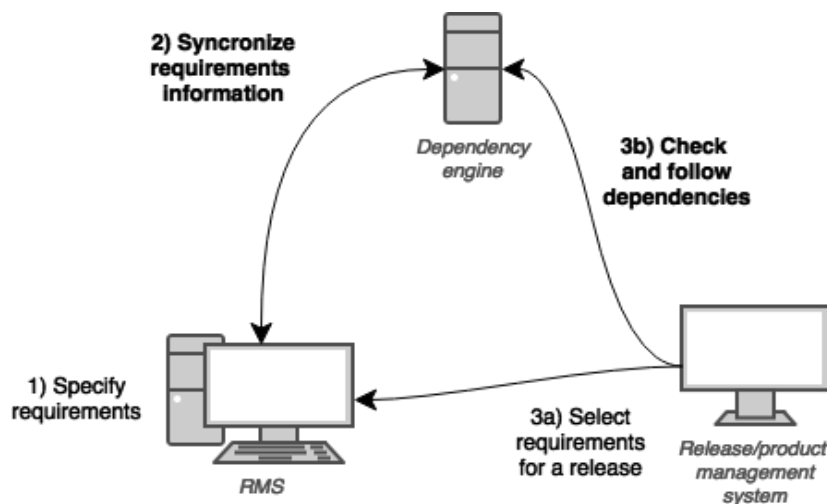 2) Syncronize
requirements
information
Dependency
engine
3b) Check
and follow
dependencies
1) Specify
requirements
RMS
3a) Select
requirements
for a release
Release/product
management
system